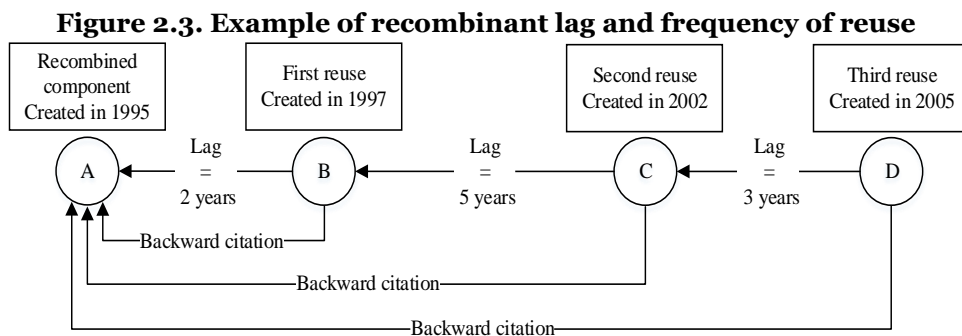 Figure 2.3. Example of recombinant lag and frequency of reuse
Recombined
component
Created in 1995
First reuse
Created in 1997
Second reuse
Created in 2002
Third reuse
Created in 2005
A
Lag
=
2 years
B
Lag
=
5 years
C
Lag
=
3 years
D
Backward citation
Backward citation
Backward citation